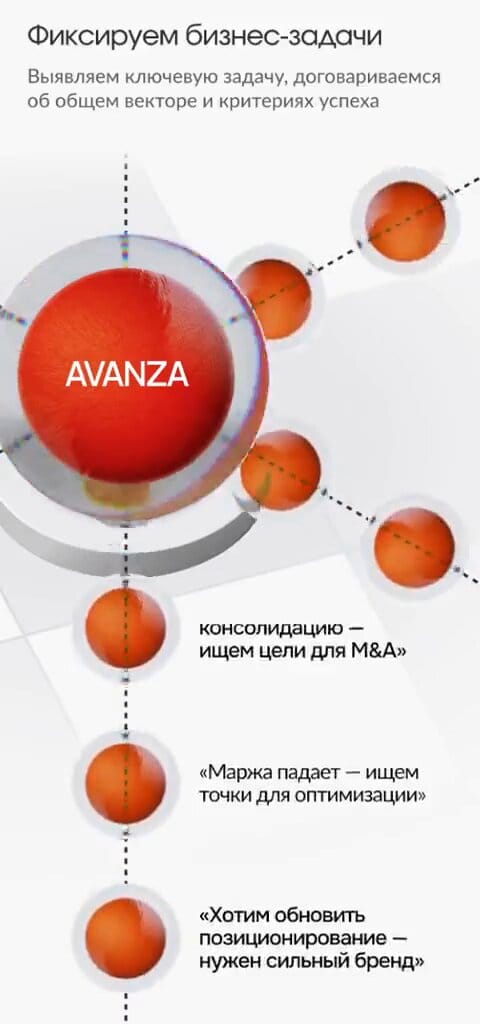 Фиксируем бизнес-задачи
Выявляем ключевую задачу, договариваемся
об общем векторе и критериях успеха
AVANZA
консолидацию —
ищем цели для M&A»
«Маржа падает — ищем
точки для оптимизации»
«Хотим обновить
позиционирование —
нужен сильный бренд»